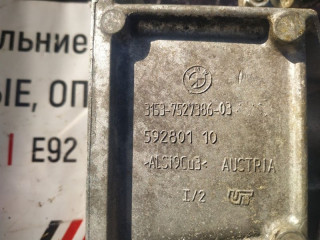 льние
ЫЕ, ОП
E92
3153-7527386-03
592801 10
>ALSI9CU3< AUSTRIA
I/2